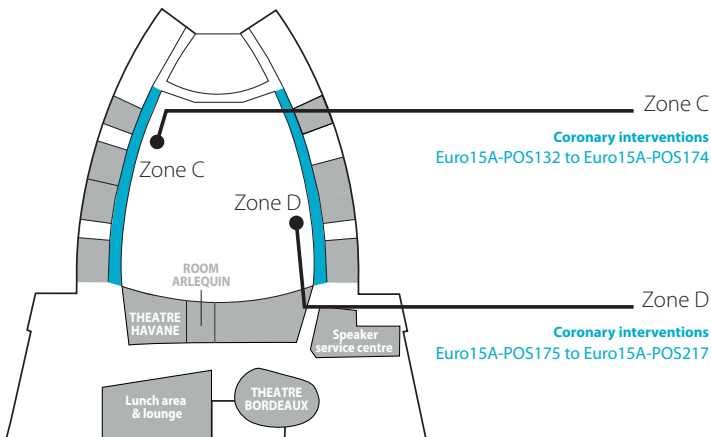 Zone C
Coronary interventions
Euro15A-POS132 to Euro15A-POS174
Zone C
Zone D
ROOM
ARLEQUIN
THEATRE
HAVANE
Zone D
Speaker
service centre
Coronary interventions
Euro15A-POS175 to Euro15A-POS217
Lunch area
& lounge
THEATRE
BORDEAUX